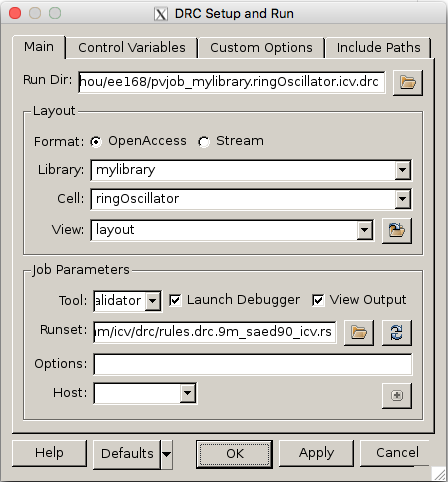 DRC Setup and Run
Main Control Variables Custom Options Include Paths
Run Dir: hou/ee168/pvjob_mylibrary.ringOscillator.icv.drc
Layout
Format: OpenAccess Stream
Library: mylibrary
Cell: ringOscillator
View: layout
Job Parameters
Tool: alidator Launch Debugger View Output
Runset: m/icv/drc/rules.drc.9m_saed90_icv.rs
Options:
Host:
Help Defaults OK Apply Cancel